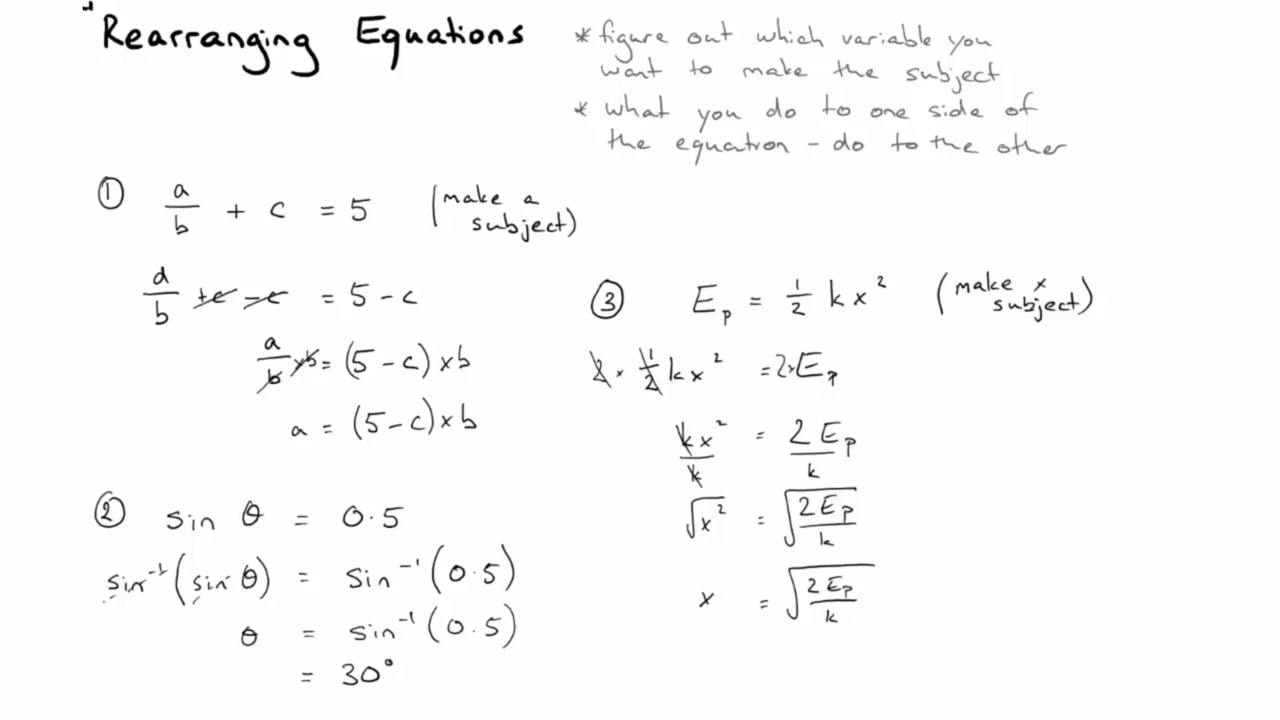 Rearranging Equations
* figure out which variable you
want to make the subject
* what you do to one side of
the equation - do to the other
① a/b + c = 5 (make a
subject)
a/b +c -c = 5 - c
a/b ×b = (5 - c) × b
a = (5 - c) × b
② sin θ = 0.5
sin⁻¹(sin θ) = sin⁻¹(0.5)
θ = sin⁻¹(0.5)
= 30°
③ Eₚ = 1/2 k x² (make x
subject)
2 × 1/2 k x² = 2×Eₚ
kx²/k = 2Eₚ/k
√x² = √(2Eₚ/k)
x = √(2Eₚ/k)